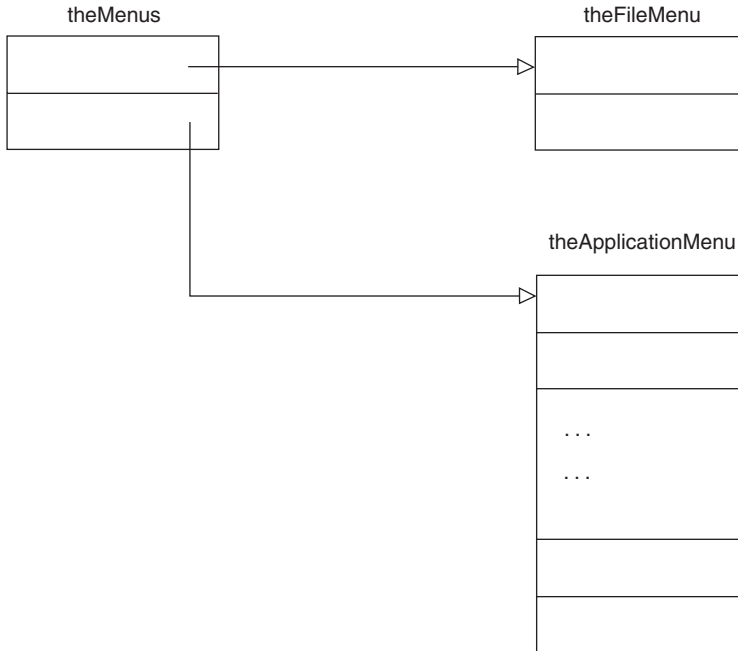 theMenus
theFileMenu
theApplicationMenu
. . .
. . .